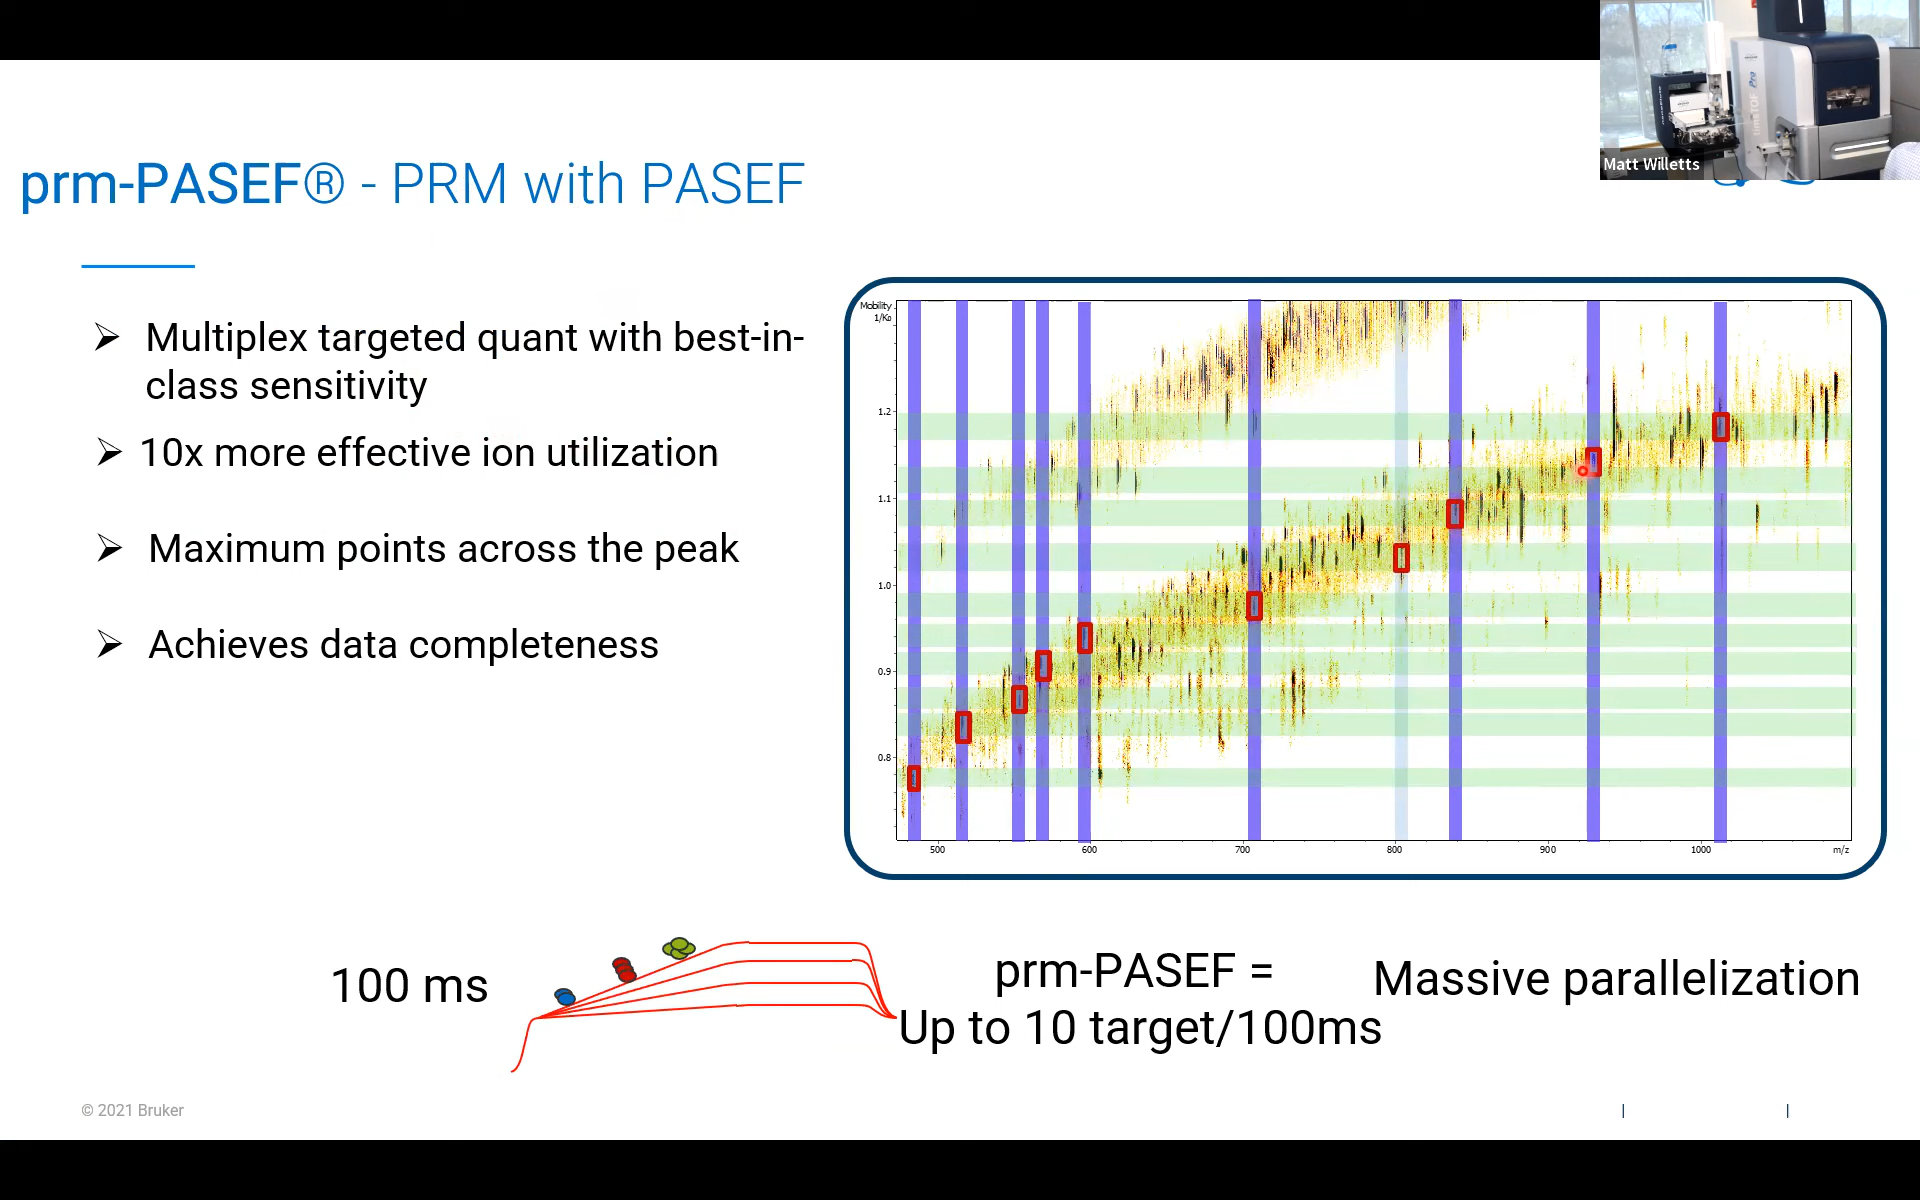 Matt Willetts
timsTOF Pro
prm-PASEF® - PRM with PASEF
Multiplex targeted quant with best-in-
class sensitivity
10x more effective ion utilization
Maximum points across the peak
Achieves data completeness
Mobility
1/K₀
1.2
1.1
1.0
0.9
0.8
500 600 700 800 900 1000 m/z
100 ms
prm-PASEF =
Up to 10 target/100ms
Massive parallelization
© 2021 Bruker
| |